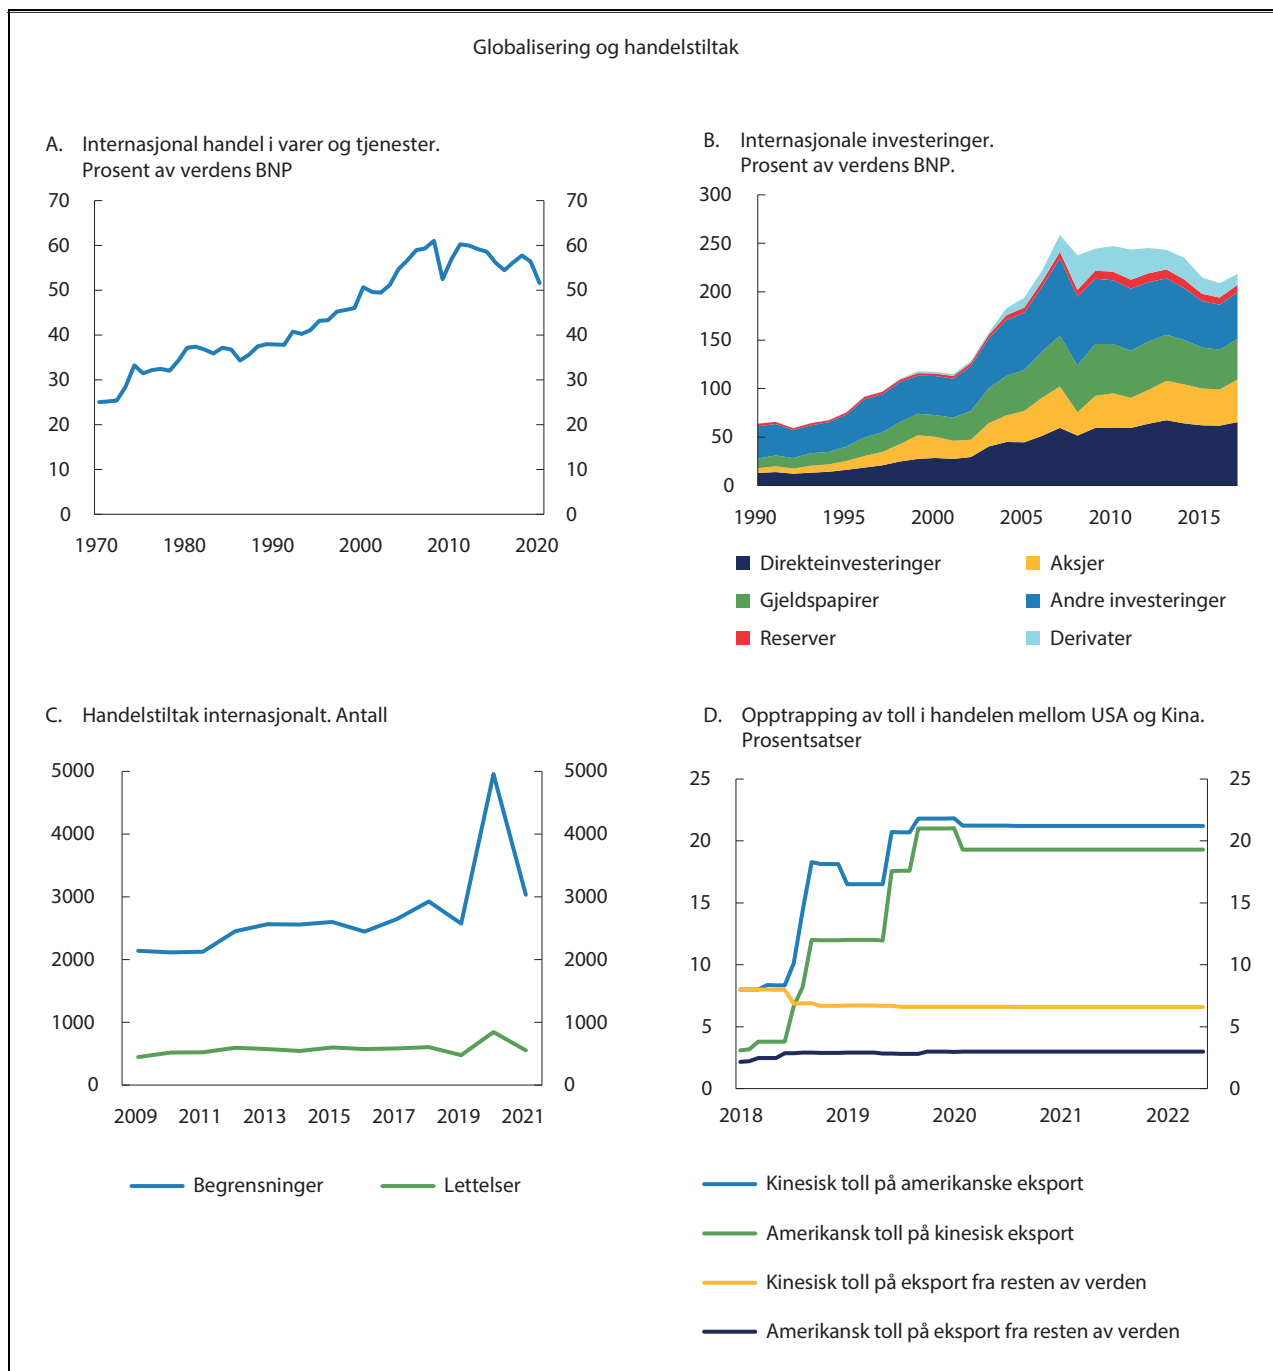 Globalisering og handelstiltak
A. Internasjonal handel i varer og tjenester.
Prosent av verdens BNP
70 70
60 60
50 50
40 40
30 30
20 20
10 10
0 0
1970 1980 1990 2000 2010 2020
B. Internasjonale investeringer.
Prosent av verdens BNP.
300
250
200
150
100
50
0
1990 1995 2000 2005 2010 2015
Direkteinvesteringer Aksjer
Gjeldspapirer Andre investeringer
Reserver Derivater
C. Handelstiltak internasjonalt. Antall
5000 5000
4000 4000
3000 3000
2000 2000
1000 1000
0 0
2009 2011 2013 2015 2017 2019 2021
Begrensninger Lettelser
D. Opptrapping av toll i handelen mellom USA og Kina.
Prosentsatser
25 25
20 20
15 15
10 10
5 5
0 0
2018 2019 2020 2021 2022
Kinesisk toll på amerikanske eksport
Amerikansk toll på kinesisk eksport
Kinesisk toll på eksport fra resten av verden
Amerikansk toll på eksport fra resten av verden